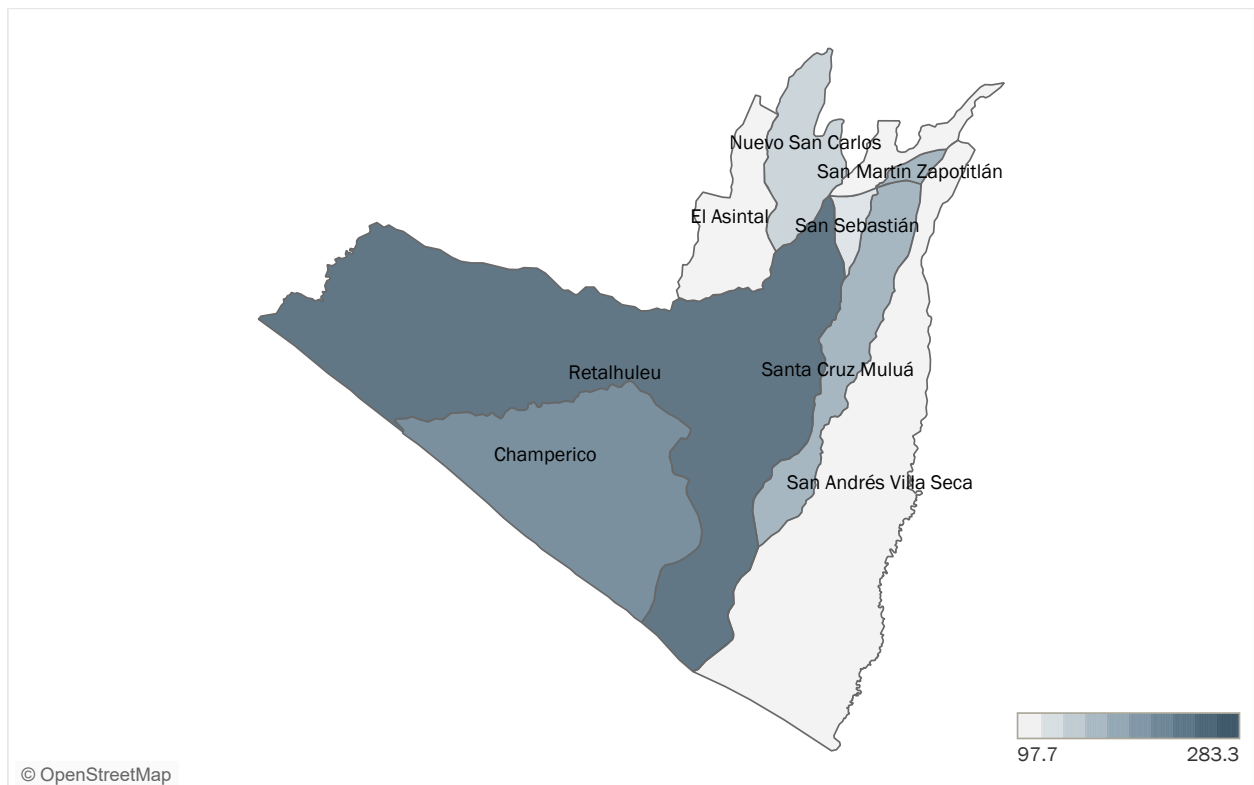 Nuevo San Carlos
San Martín Zapotitlán
El Asintal
San Sebastián
Retalhuleu
Santa Cruz Muluá
Champerico
San Andrés Villa Seca
97.7
283.3
© OpenStreetMap